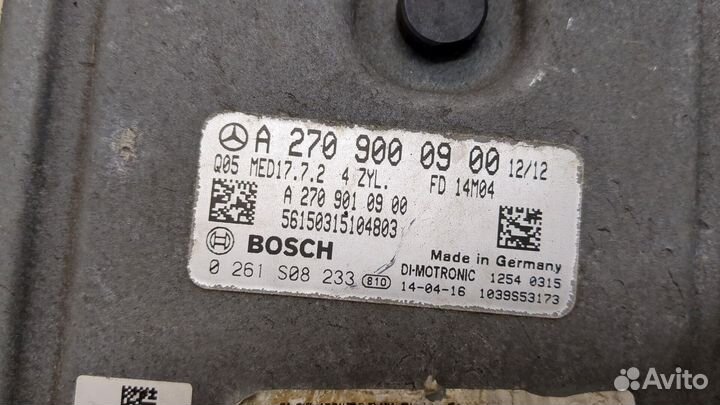 A 270 900 09 00 12/12
Q05 MED17.7.2 4 ZYL. FD 14M04
A 270 901 09 00
56150315104803
BOSCH
Made in Germany
DI-MOTRONIC 1254 0315
0 261 S08 233 810 14-04-16 1039S53173
Avito